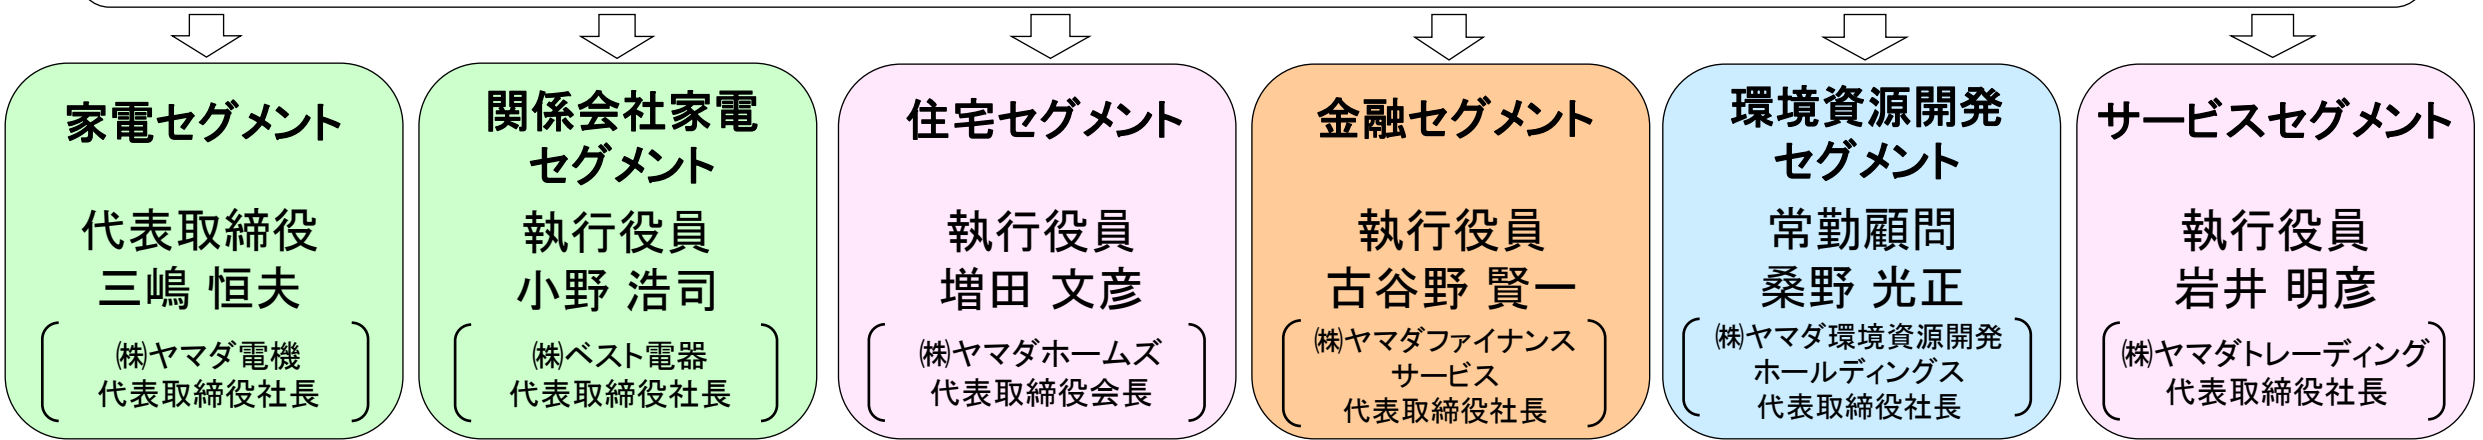 家電セグメント
代表取締役
三嶋 恒夫
㈱ヤマダ電機
代表取締役社長
関係会社家電
セグメント
執行役員
小野 浩司
㈱ベスト電器
代表取締役社長
住宅セグメント
執行役員
増田 文彦
㈱ヤマダホームズ
代表取締役会長
金融セグメント
執行役員
古谷野 賢一
㈱ヤマダファイナンス
サービス
代表取締役社長
環境資源開発
セグメント
常勤顧問
桑野 光正
㈱ヤマダ環境資源開発
ホールディングス
代表取締役社長
サービスセグメント
執行役員
岩井 明彦
㈱ヤマダトレーディング
代表取締役社長